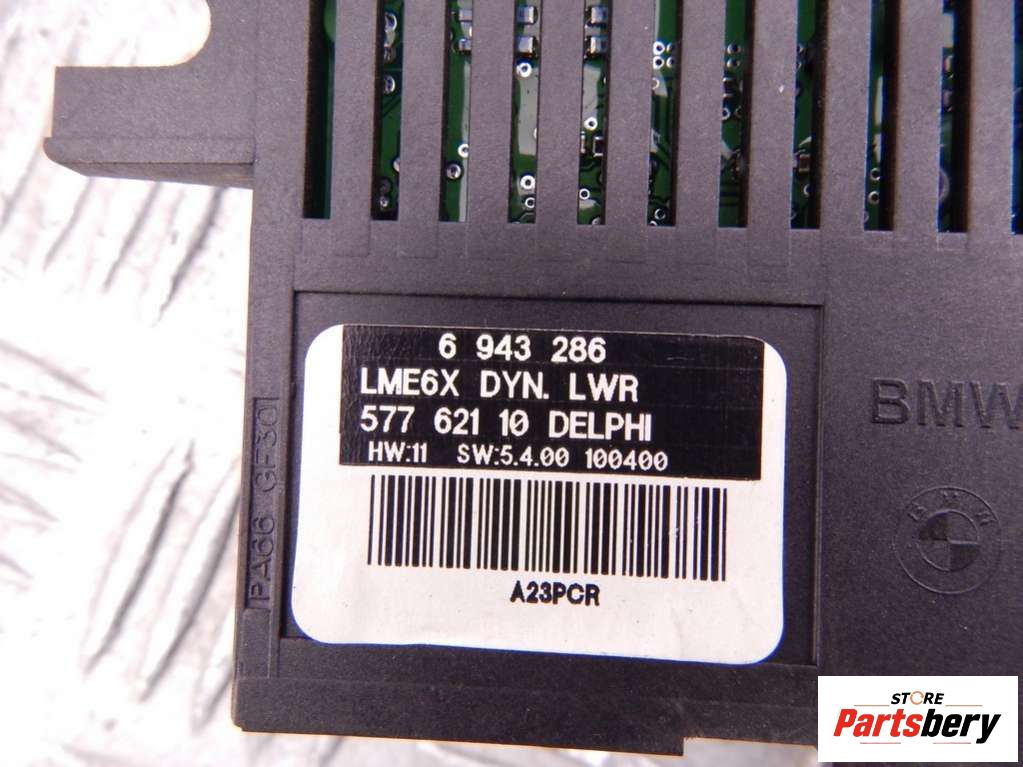 6 943 286
LME6X DYN. LWR
577 621 10 DELPHI
HW:11 SW:5.4.00 100400
A23PCR
PA66 GF30
BMW
BMW
STORE
Partsbery